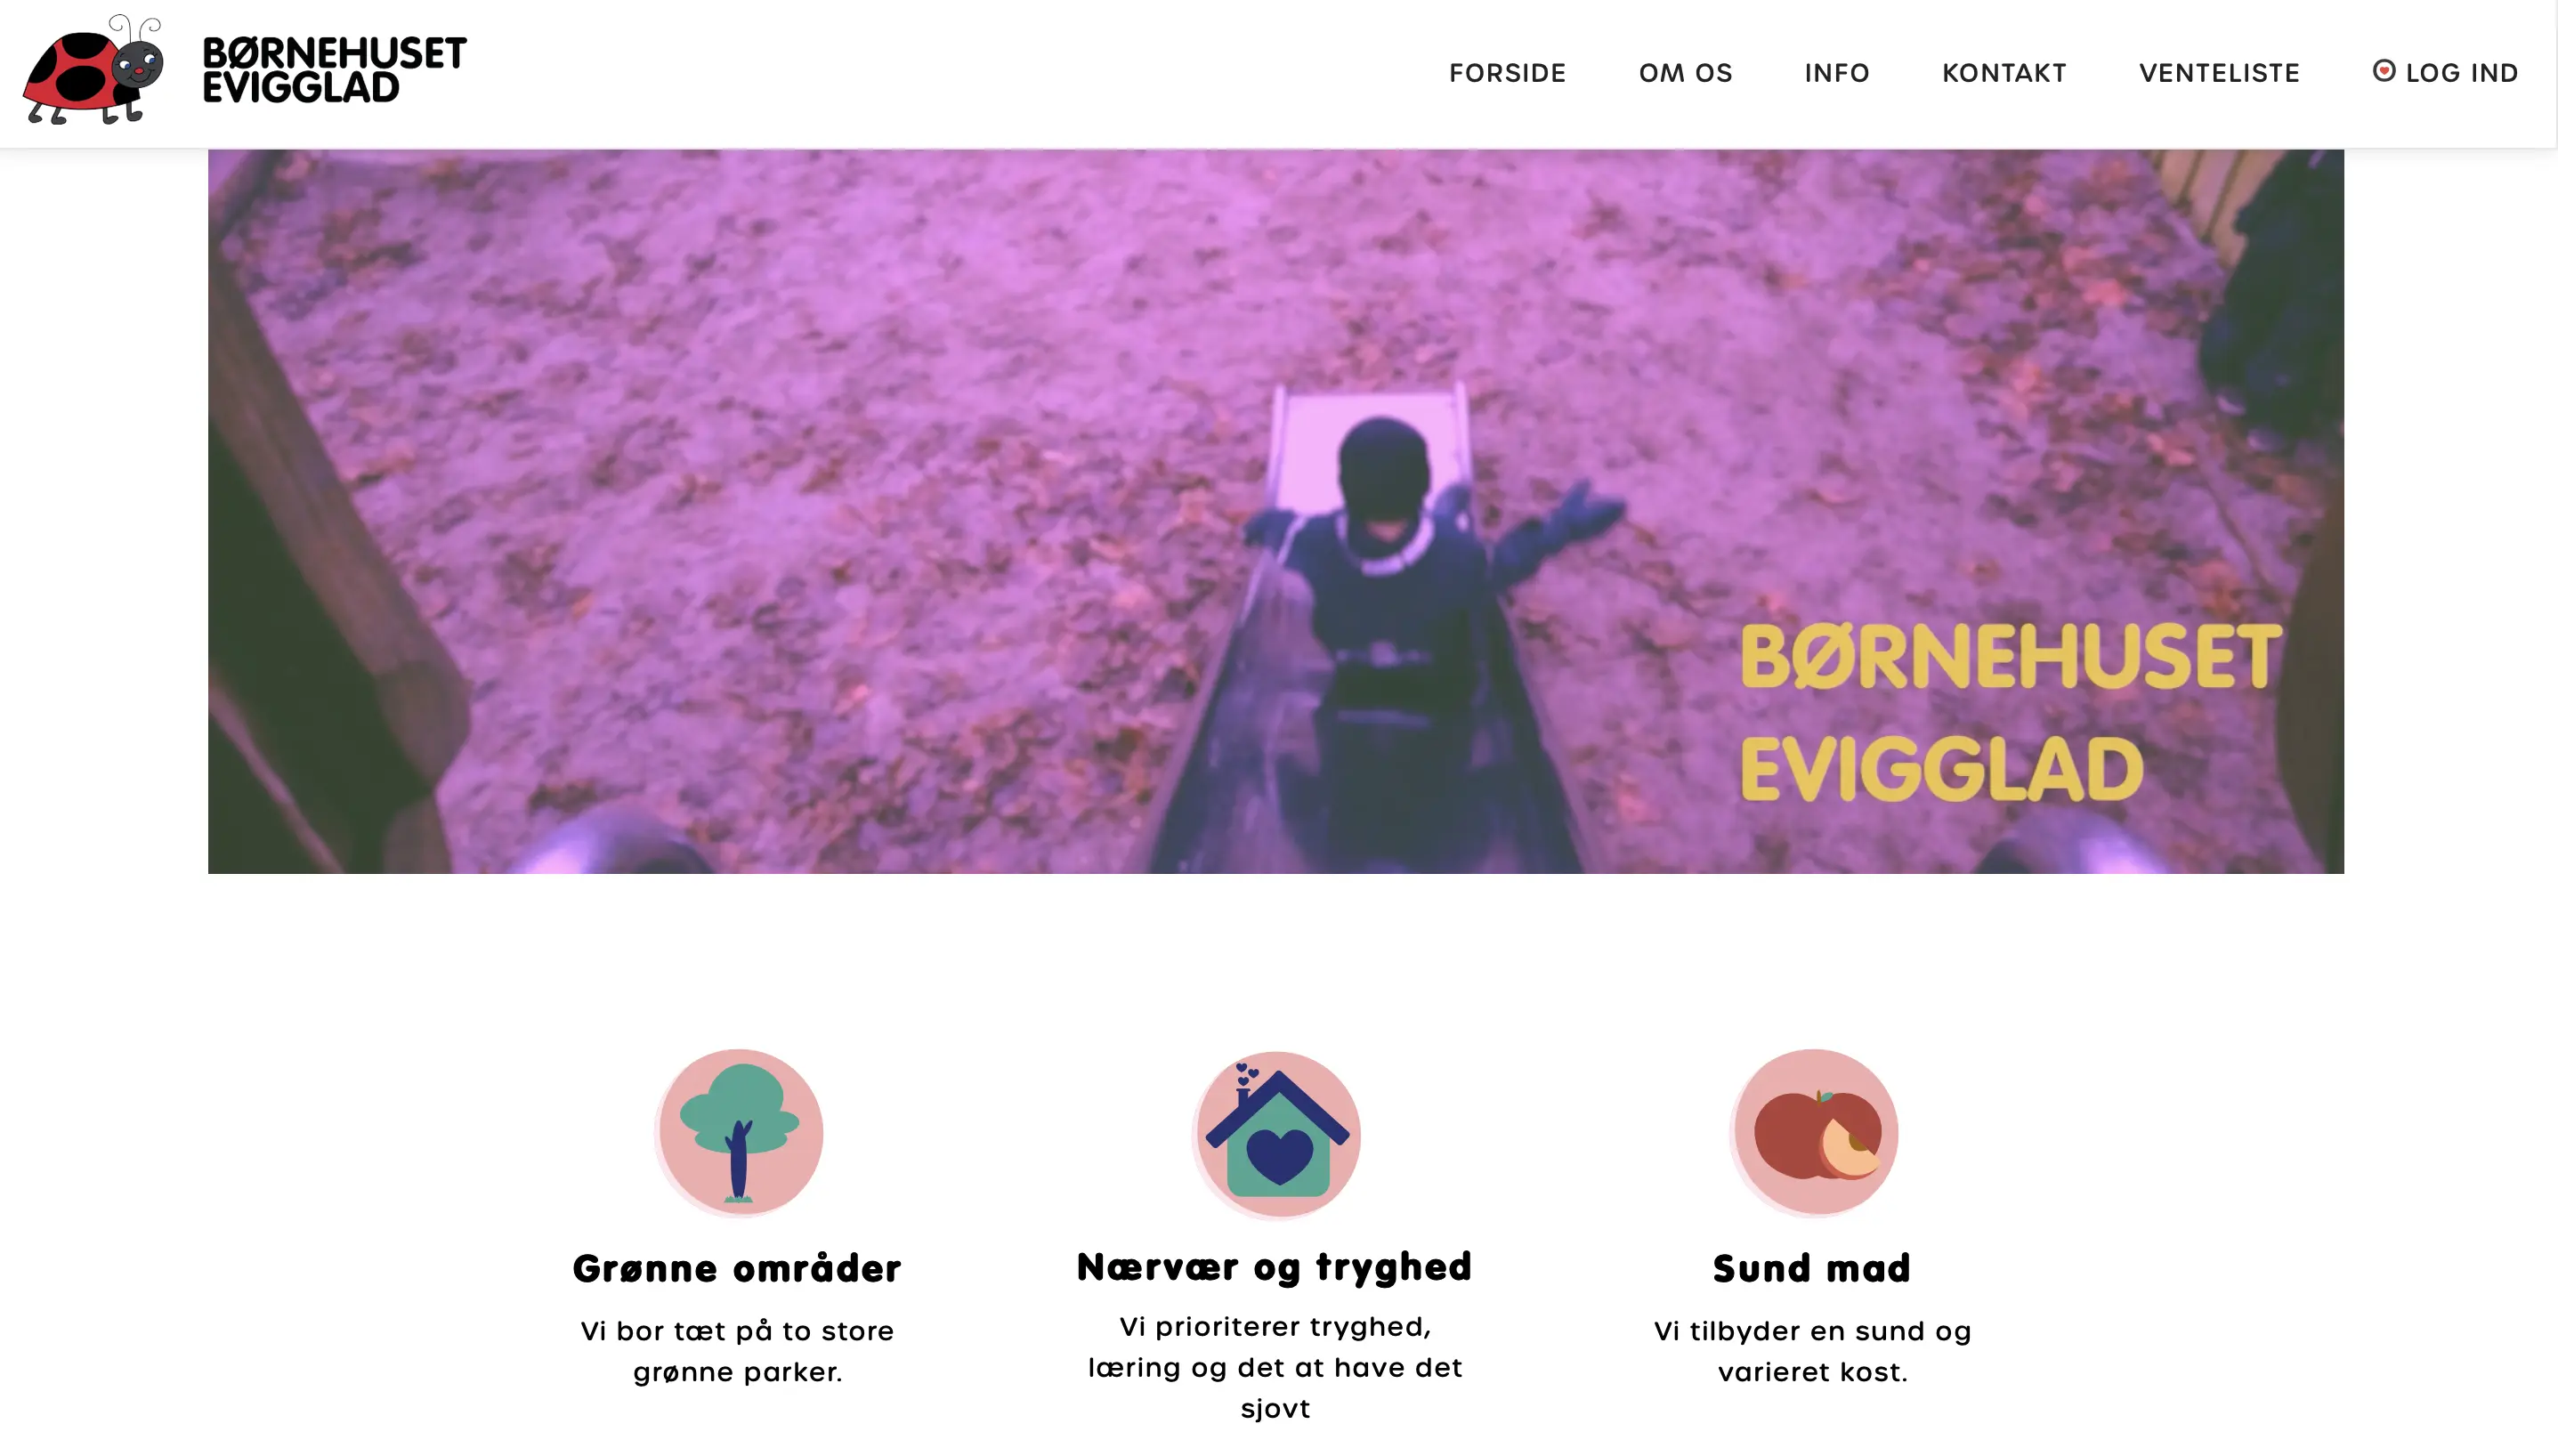 BØRNEHUSET
EVIGGLAD
FORSIDE
OM OS
INFO
KONTAKT
VENTELISTE
LOG IND
BØRNEHUSET
EVIGGLAD
Grønne områder
Vi bor tæt på to store
grønne parker.
Nærvær og tryghed
Vi prioriterer tryghed,
læring og det at have det
sjovt
Sund mad
Vi tilbyder en sund og
varieret kost.